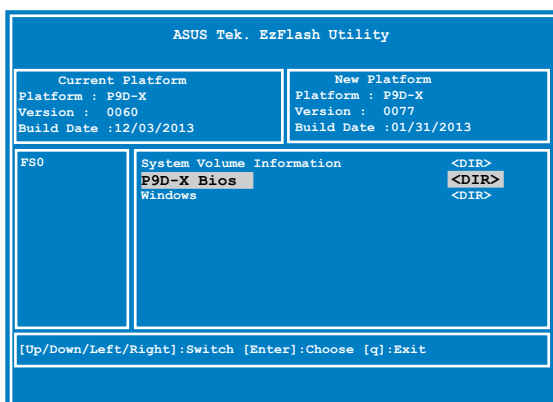 ASUS Tek. EzFlash Utility
Current Platform
Platform : P9D-X
Version : 0060
Build Date :12/03/2013
New Platform
Platform : P9D-X
Version : 0077
Build Date :01/31/2013
FS0
System Volume Information <DIR>
P9D-X Bios <DIR>
Windows <DIR>
[Up/Down/Left/Right]:Switch [Enter]:Choose [q]:Exit